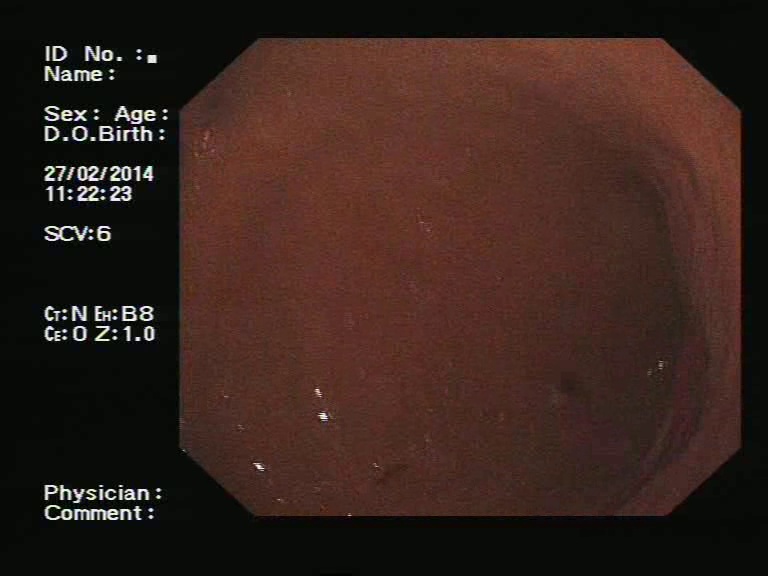 ID No. :
Name:
Sex: Age:
D.O.Birth:
27/02/2014
11:22:23
SCV:6
CT:N EH:B8
CE:0 Z:1.0
Physician:
Comment: